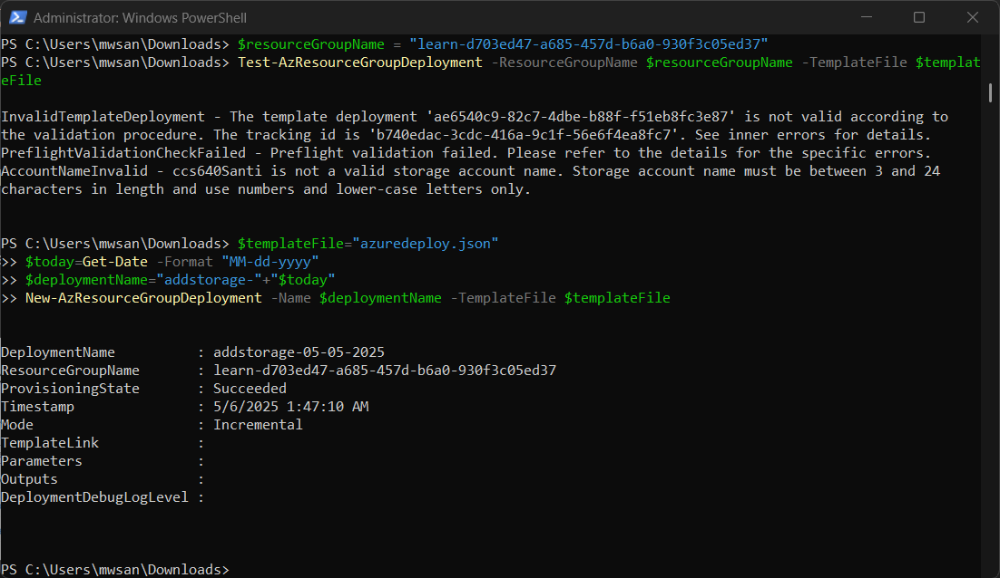 Administrator: Windows PowerShell
PS C:\Users\mwsan\Downloads> $resourceGroupName = "learn-d703ed47-a685-457d-b6a0-930f3c05ed37"
PS C:\Users\mwsan\Downloads> Test-AzResourceGroupDeployment -ResourceGroupName $resourceGroupName -TemplateFile $templat
eFile
InvalidTemplateDeployment - The template deployment 'ae6540c9-82c7-4dbe-b88f-f51eb8fc3e87' is not valid according to
the validation procedure. The tracking id is 'b740edac-3cdc-416a-9c1f-56e6f4ea8fc7'. See inner errors for details.
PreflightValidationCheckFailed - Preflight validation failed. Please refer to the details for the specific errors.
AccountNameInvalid - ccs640Santi is not a valid storage account name. Storage account name must be between 3 and 24
characters in length and use numbers and lower-case letters only.
PS C:\Users\mwsan\Downloads> $templateFile="azuredeploy.json"
>> $today=Get-Date -Format "MM-dd-yyyy"
>> $deploymentName="addstorage-"+"$today"
>> New-AzResourceGroupDeployment -Name $deploymentName -TemplateFile $templateFile
DeploymentName : addstorage-05-05-2025
ResourceGroupName : learn-d703ed47-a685-457d-b6a0-930f3c05ed37
ProvisioningState : Succeeded
Timestamp : 5/6/2025 1:47:10 AM
Mode : Incremental
TemplateLink :
Parameters :
Outputs :
DeploymentDebugLogLevel :
PS C:\Users\mwsan\Downloads>